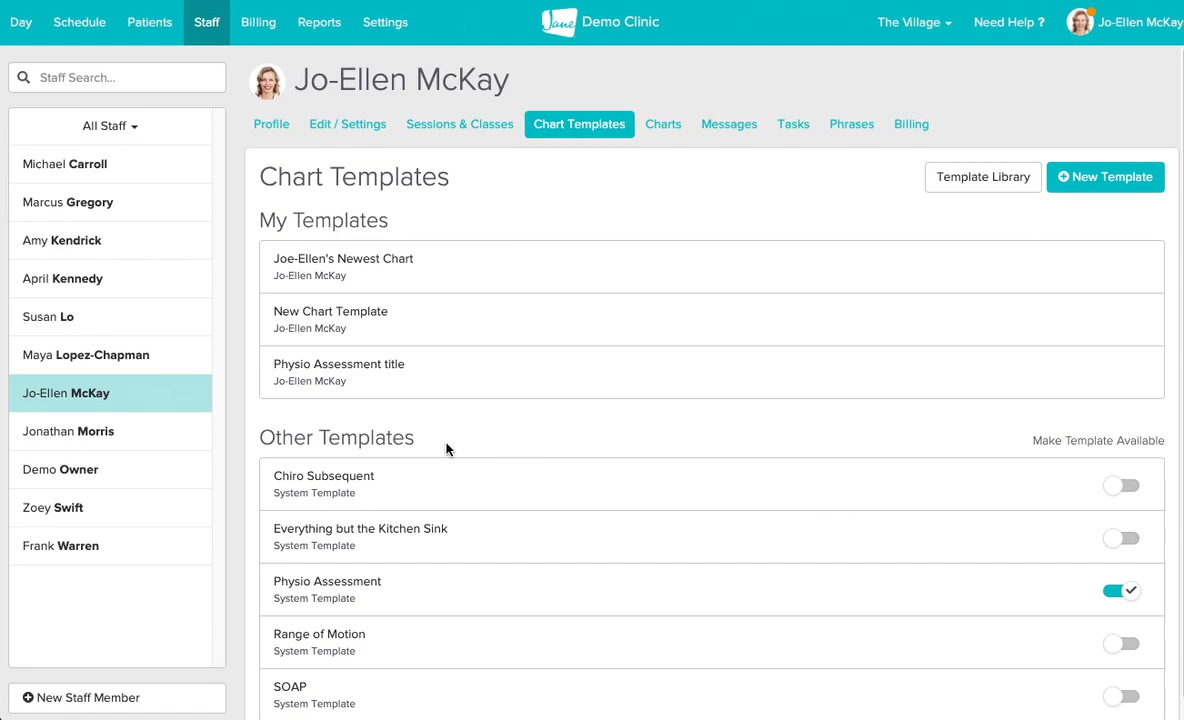 Day Schedule Patients Staff Billing Reports Settings Jane Demo Clinic The Village Need Help ? Jo-Ellen McKay
Staff Search...
All Staff
Michael Carroll
Marcus Gregory
Amy Kendrick
April Kennedy
Susan Lo
Maya Lopez-Chapman
Jo-Ellen McKay
Jonathan Morris
Demo Owner
Zoey Swift
Frank Warren
New Staff Member
Jo-Ellen McKay
Profile Edit / Settings Sessions & Classes Chart Templates Charts Messages Tasks Phrases Billing
Chart Templates Template Library New Template
My Templates
Joe-Ellen's Newest Chart
Jo-Ellen McKay
New Chart Template
Jo-Ellen McKay
Physio Assessment title
Jo-Ellen McKay
Other Templates Make Template Available
Chiro Subsequent
System Template
Everything but the Kitchen Sink
System Template
Physio Assessment
System Template
Range of Motion
System Template
SOAP
System Template